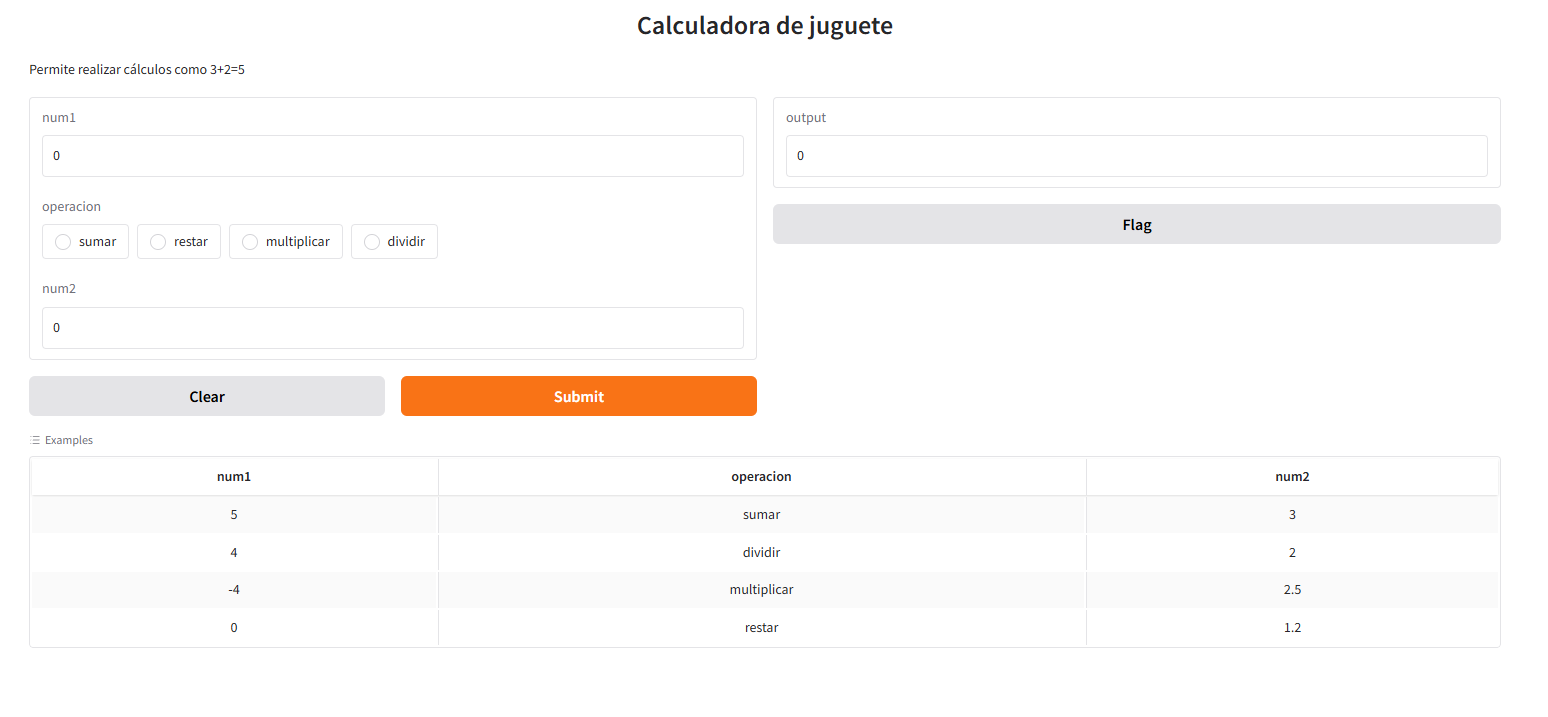 Calculadora de juguete
Permite realizar cálculos como 3+2=5
num1
0
operacion
sumar restar multiplicar dividir
num2
0
Clear Submit
output
0
Flag
Examples
num1 operacion num2
5 sumar 3
4 dividir 2
-4 multiplicar 2.5
0 restar 1.2